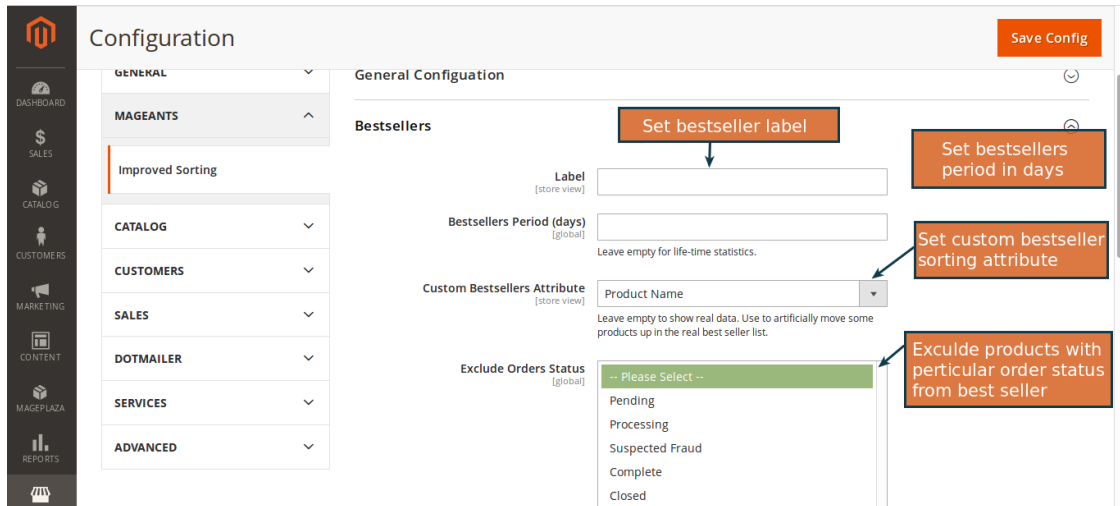 Configuration
Save Config
DASHBOARD
SALES
CATALOG
CUSTOMERS
MARKETING
CONTENT
MAGEPLAZA
REPORTS
GENERAL
MAGEANTS
Improved Sorting
CATALOG
CUSTOMERS
SALES
DOTMAILER
SERVICES
ADVANCED
General Configuation
Bestsellers
Set bestseller label
Set bestsellers
period in days
Label
[store view]
Bestsellers Period (days)
[global]
Leave empty for life-time statistics.
Set custom bestseller
sorting attribute
Custom Bestsellers Attribute
[store view]
Product Name
Leave empty to show real data. Use to artificially move some
products up in the real best seller list.
Exculde products with
perticular order status
from best seller
Exclude Orders Status
[global]
-- Please Select --
Pending
Processing
Suspected Fraud
Complete
Closed